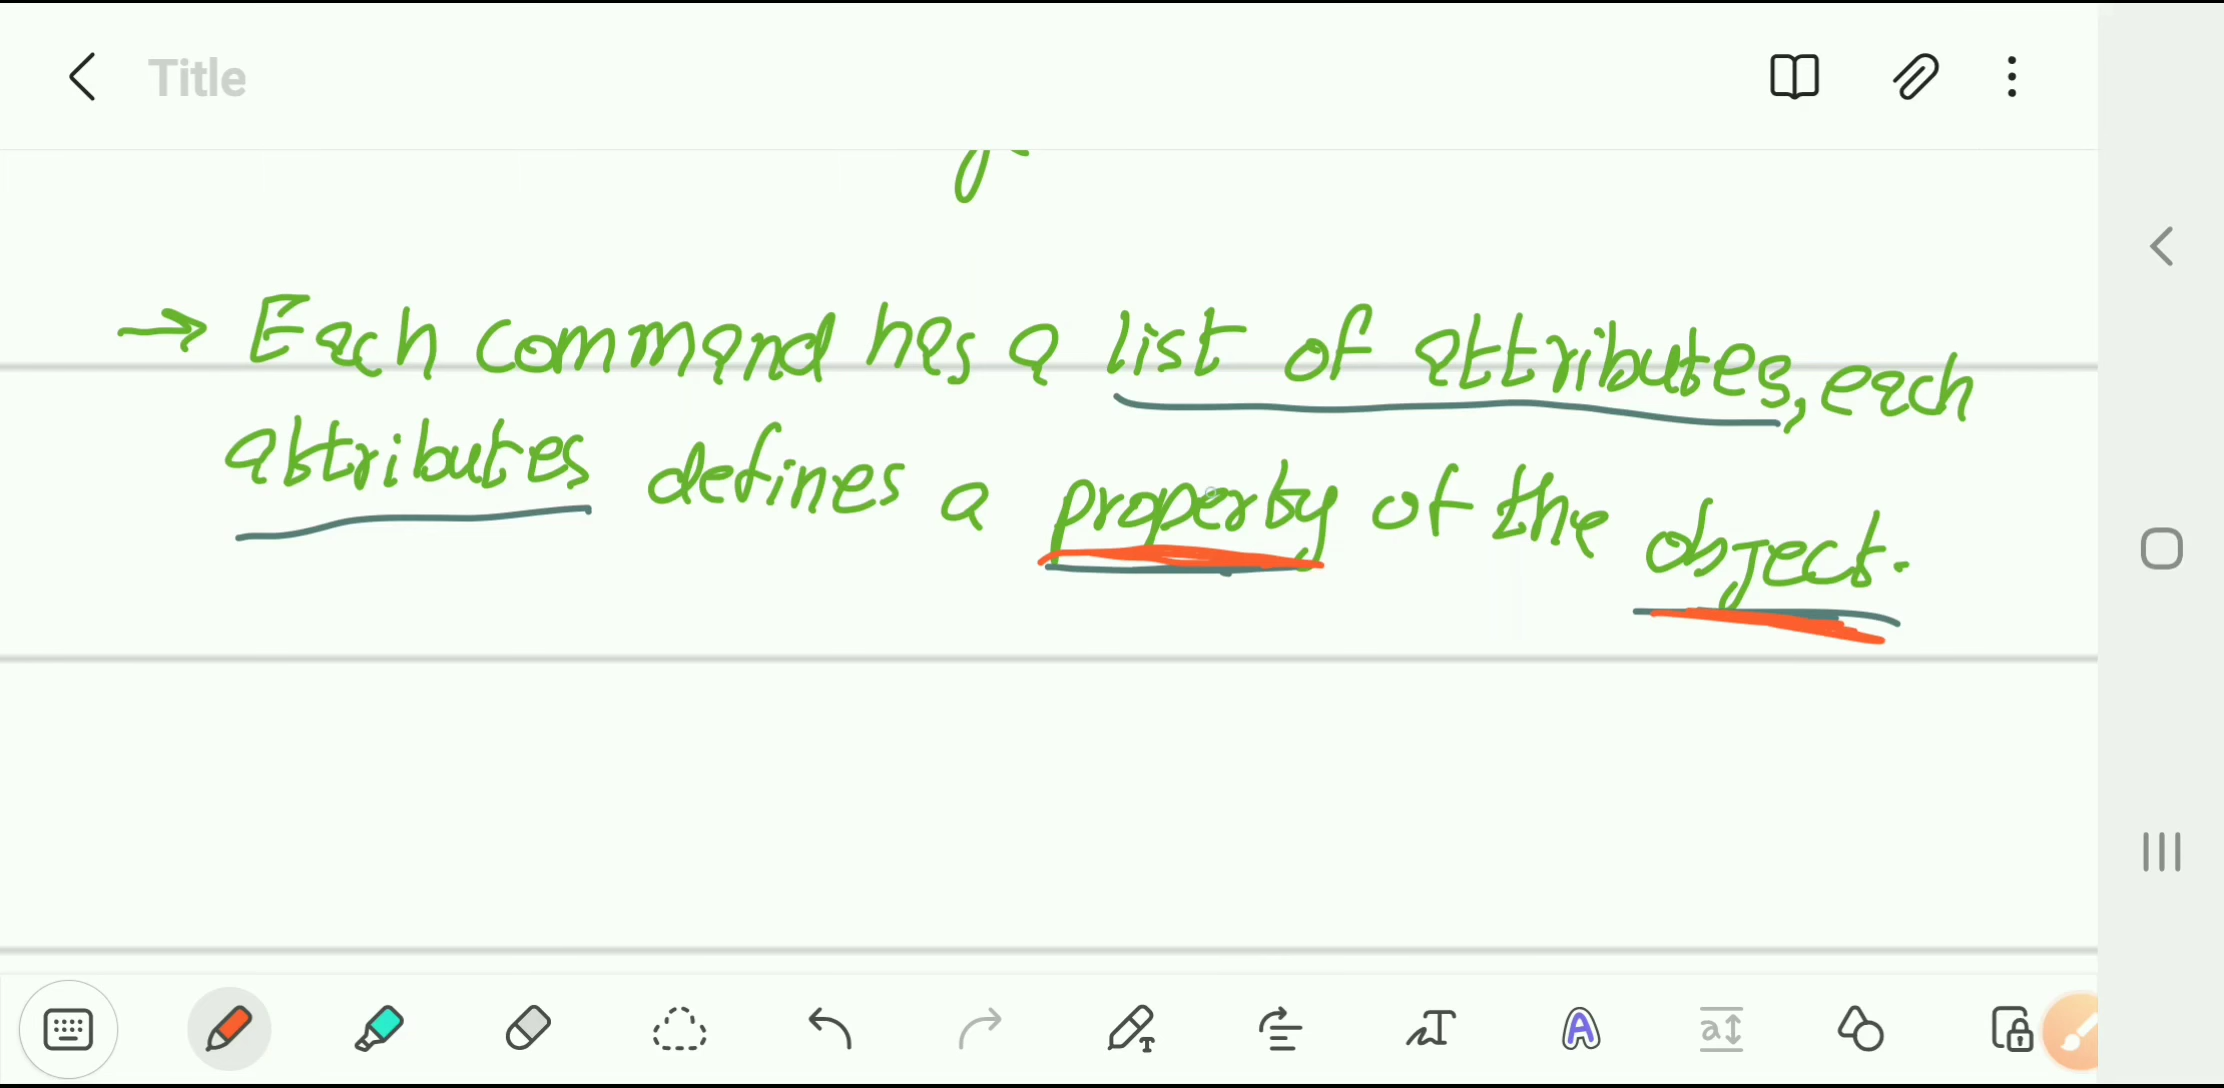 Title
→ Each command has a list of attributes, each
attributes defines a property of the object.